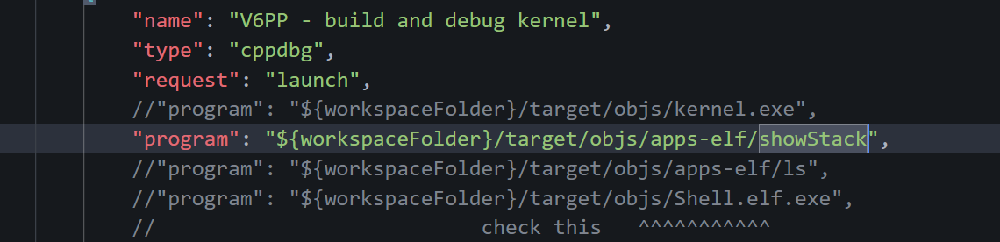 "name": "V6PP - build and debug kernel",
"type": "cppdbg",
"request": "launch",
//"program": "${workspaceFolder}/target/objs/kernel.exe",
"program": "${workspaceFolder}/target/objs/apps-elf/showStack",
//"program": "${workspaceFolder}/target/objs/apps-elf/ls",
//"program": "${workspaceFolder}/target/objs/Shell.elf.exe",
// check this ^^^^^^^^^^^